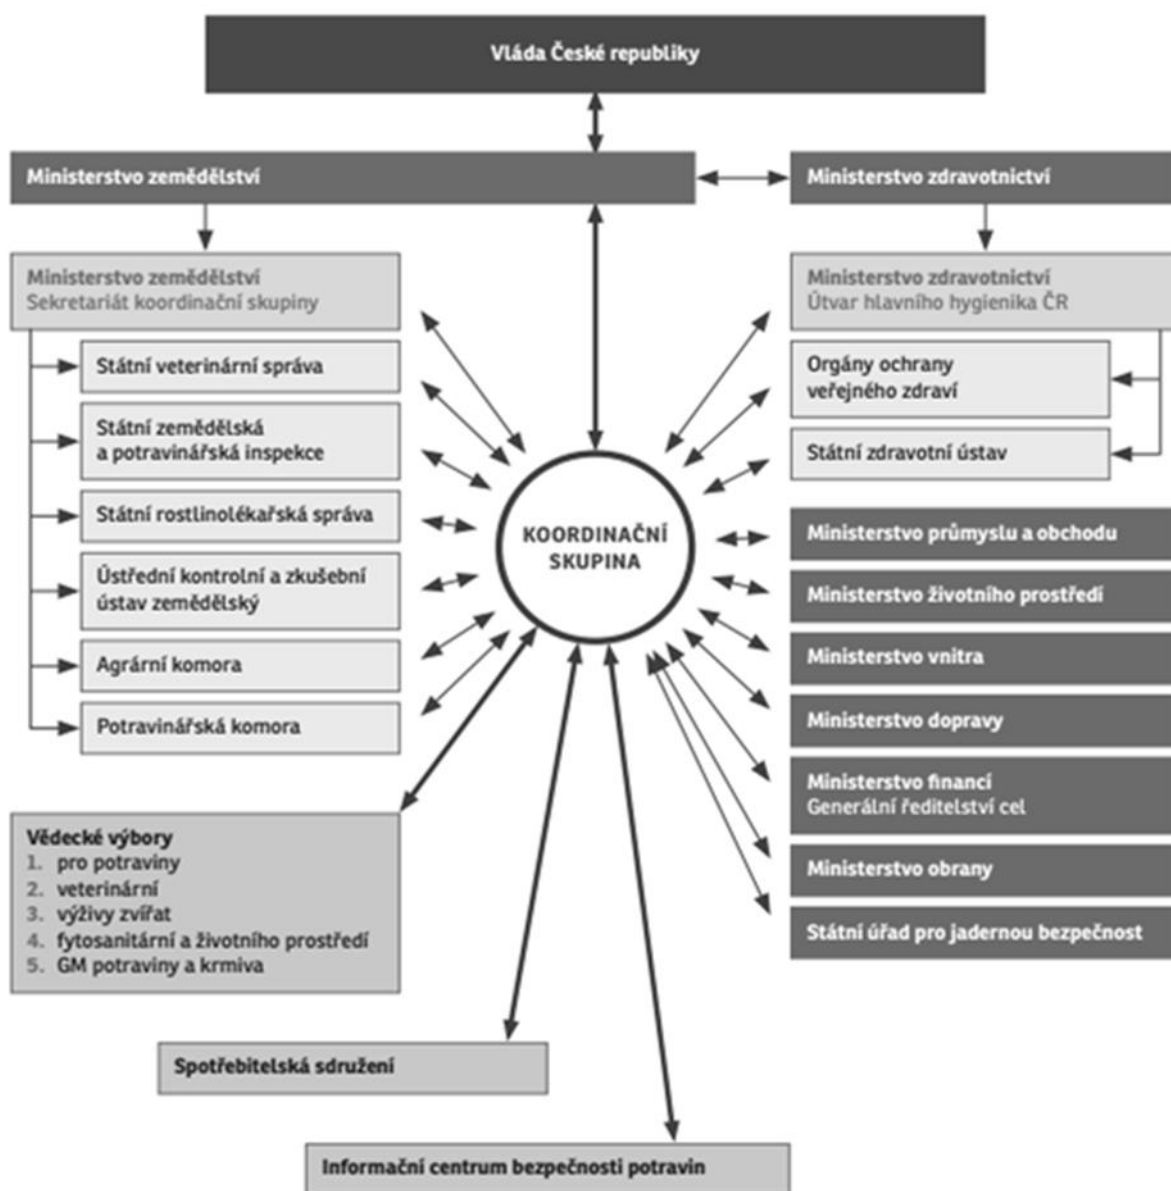 Vláda České republiky
Ministerstvo zemědělství
Ministerstvo zdravotnictví
Ministerstvo zemědělství
Sekretariát koordinační skupiny
Státní veterinární správa
Státní zemědělská
a potravinářská inspekce
Státní rostlinolékařská správa
Ústřední kontrolní a zkušební
ústav zemědělský
Agrární komora
Potravinářská komora
KOORDINAČNÍ
SKUPINA
Ministerstvo zdravotnictví
Útvar hlavního hygienika ČR
Orgány ochrany
veřejného zdraví
Státní zdravotní ústav
Ministerstvo průmyslu a obchodu
Ministerstvo životního prostředí
Ministerstvo vnitra
Ministerstvo dopravy
Ministerstvo financí
Generální ředitelství cel
Ministerstvo obrany
Státní úřad pro jadernou bezpečnost
Vědecké výbory
1. pro potraviny
2. veterinární
3. výživy zvířat
4. fytosanitární a životního prostředí
5. GM potraviny a krmiva
Spotřebitelská sdružení
Informační centrum bezpečnosti potravin